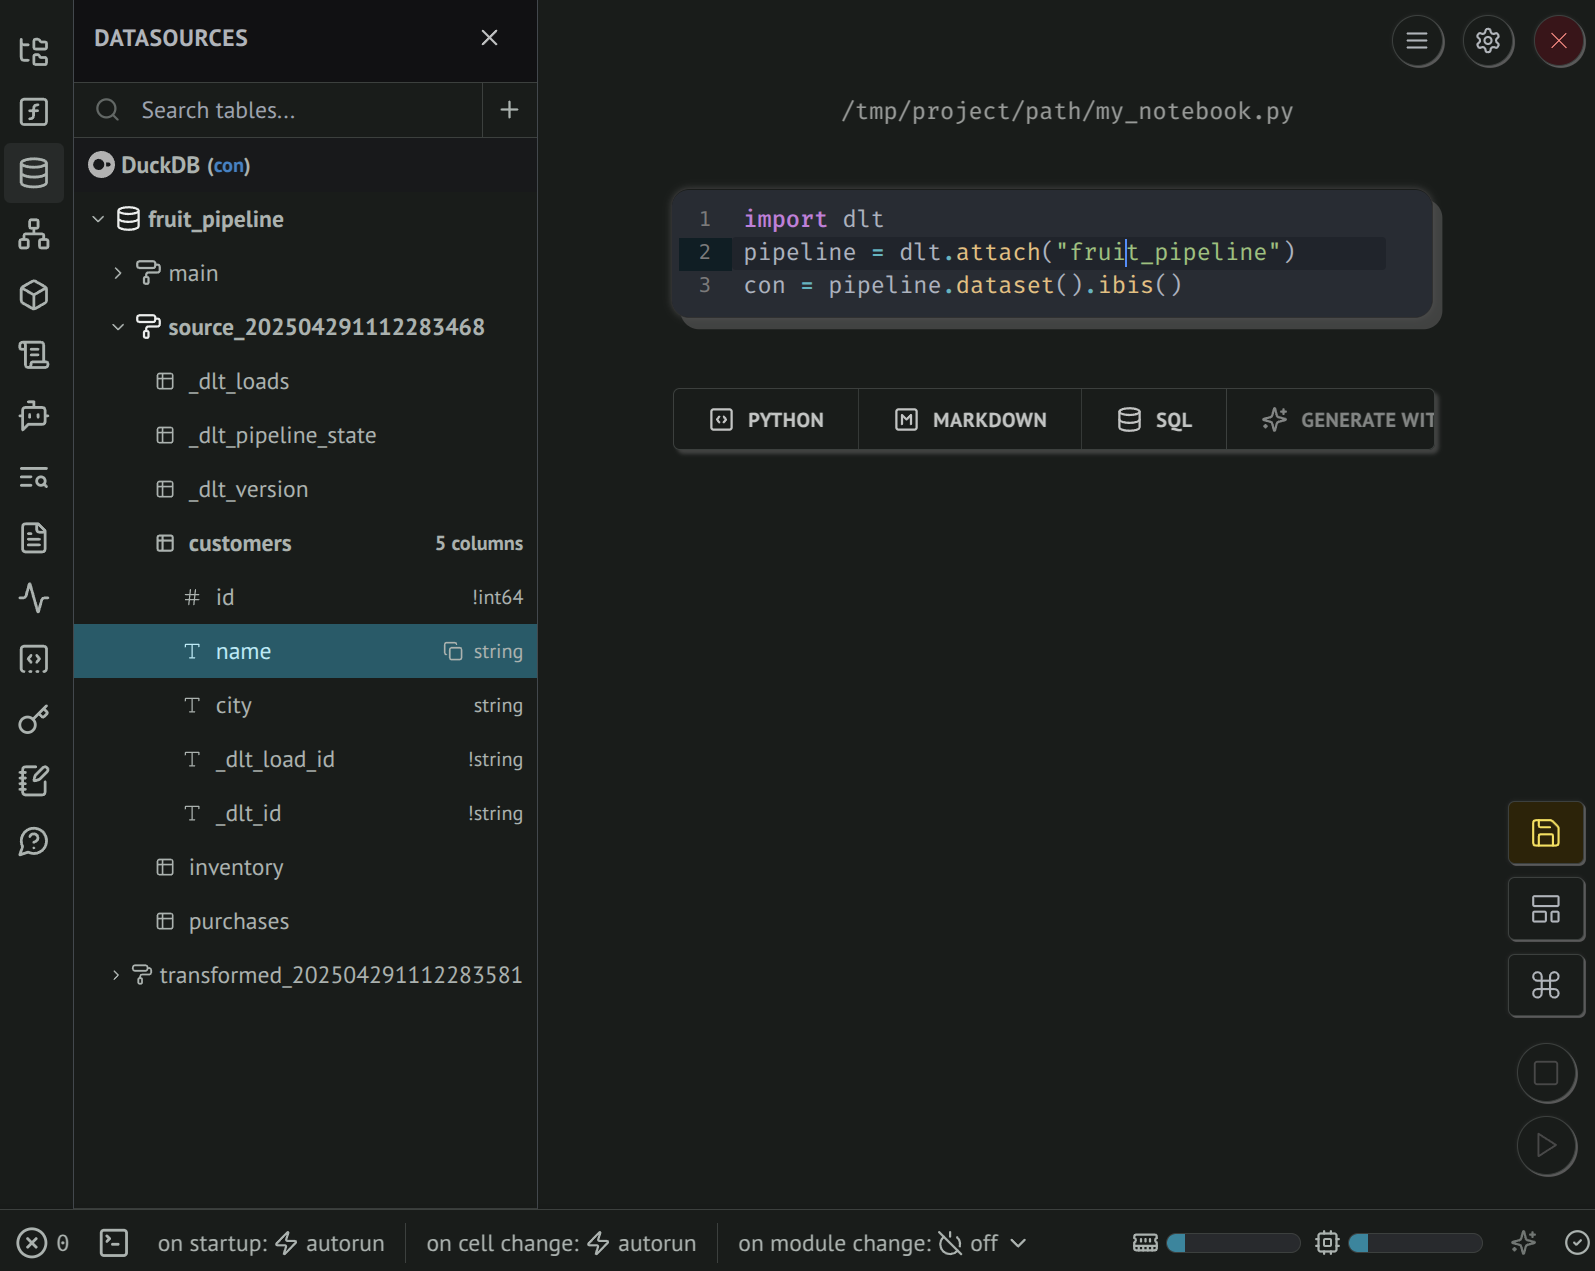 DATASOURCES
Search tables...
DuckDB (con)
fruit_pipeline
main
source_202504291112283468
_dlt_loads
_dlt_pipeline_state
_dlt_version
customers 5 columns
id !int64
name string
city string
_dlt_load_id !string
_dlt_id !string
inventory
purchases
transformed_202504291112283581
/tmp/project/path/my_notebook.py
1 import dlt
2 pipeline = dlt.attach("fruit_pipeline")
3 con = pipeline.dataset().ibis()
PYTHON MARKDOWN SQL GENERATE WIT
0 on startup: autorun on cell change: autorun on module change: off